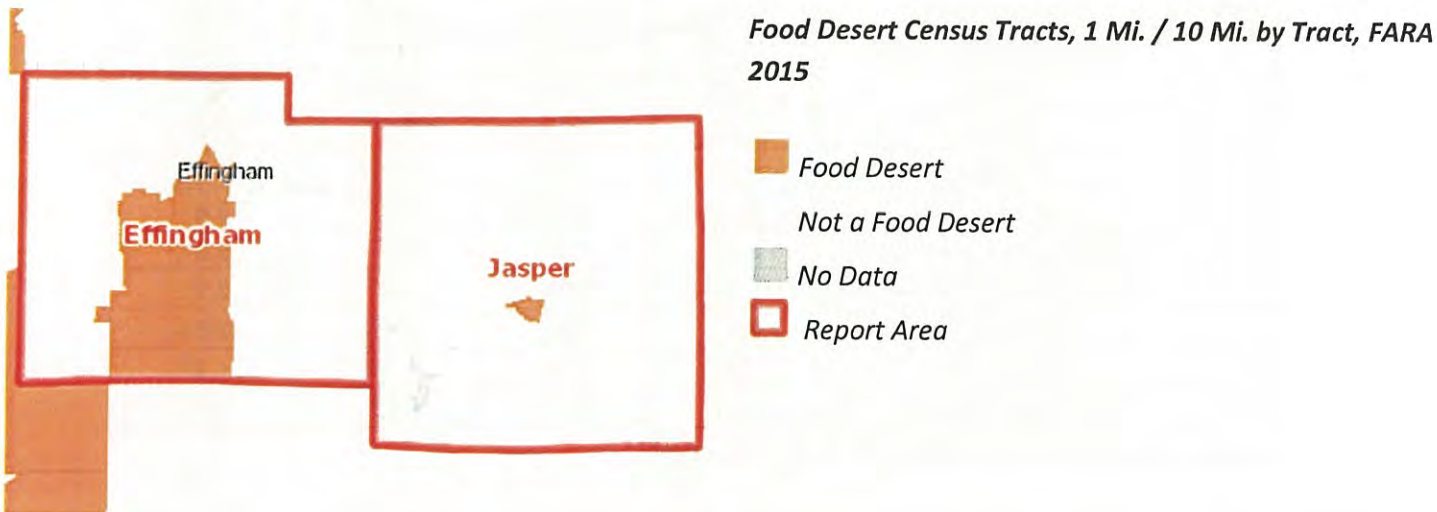 Food Desert Census Tracts, 1 Mi. / 10 Mi. by Tract, FARA
2015
Effingham
Effingham
Jasper
Food Desert
Not a Food Desert
No Data
Report Area